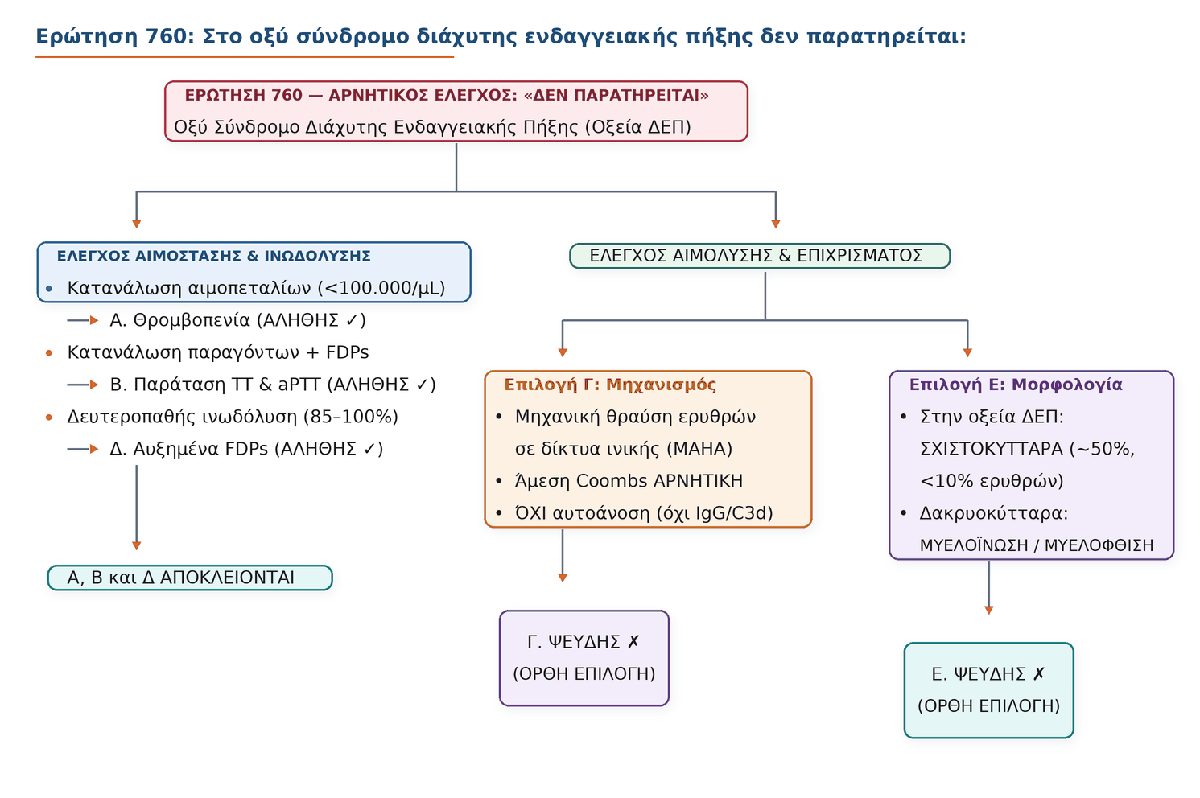 Ερώτηση 760: Στο οξύ σύνδρομο διάχυτης ενδαγγειακής πήξης δεν παρατηρείται:
ΕΡΩΤΗΣΗ 760 — ΑΡΝΗΤΙΚΟΣ ΕΛΕΓΧΟΣ: «ΔΕΝ ΠΑΡΑΤΗΡΕΙΤΑΙ»
Οξύ Σύνδρομο Διάχυτης Ενδαγγειακής Πήξης (Οξεία ΔΕΠ)
ΕΛΕΓΧΟΣ ΑΙΜΟΣΤΑΣΗΣ & ΙΝΩΔΟΛΥΣΗΣ
• Κατανάλωση αιμοπεταλίων (<100.000/μL)
Α. Θρομβοπενία (ΑΛΗΘΗΣ ✓)
• Κατανάλωση παραγόντων + FDPs
Β. Παράταση ΤΤ & aPTT (ΑΛΗΘΗΣ ✓)
• Δευτεροπαθής ινωδόλυση (85–100%)
Δ. Αυξημένα FDPs (ΑΛΗΘΗΣ ✓)
Α, Β και Δ ΑΠΟΚΛΕΙΟΝΤΑΙ
ΕΛΕΓΧΟΣ ΑΙΜΟΛΥΣΗΣ & ΕΠΙΧΡΙΣΜΑΤΟΣ
Επιλογή Γ: Μηχανισμός
• Μηχανική θραύση ερυθρών
σε δίκτυα ινικής (MAHA)
• Άμεση Coombs ΑΡΝΗΤΙΚΗ
• ΌΧΙ αυτοάνοση (όχι IgG/C3d)
Γ. ΨΕΥΔΗΣ ✗
(ΟΡΘΗ ΕΠΙΛΟΓΗ)
Επιλογή Ε: Μορφολογία
• Στην οξεία ΔΕΠ:
ΣΧΙΣΤΟΚΥΤΤΑΡΑ (~50%,
<10% ερυθρών)
• Δακρυοκύτταρα:
ΜΥΕΛΟΪΝΩΣΗ / ΜΥΕΛΟΦΘΙΣΗ
Ε. ΨΕΥΔΗΣ ✗
(ΟΡΘΗ ΕΠΙΛΟΓΗ)